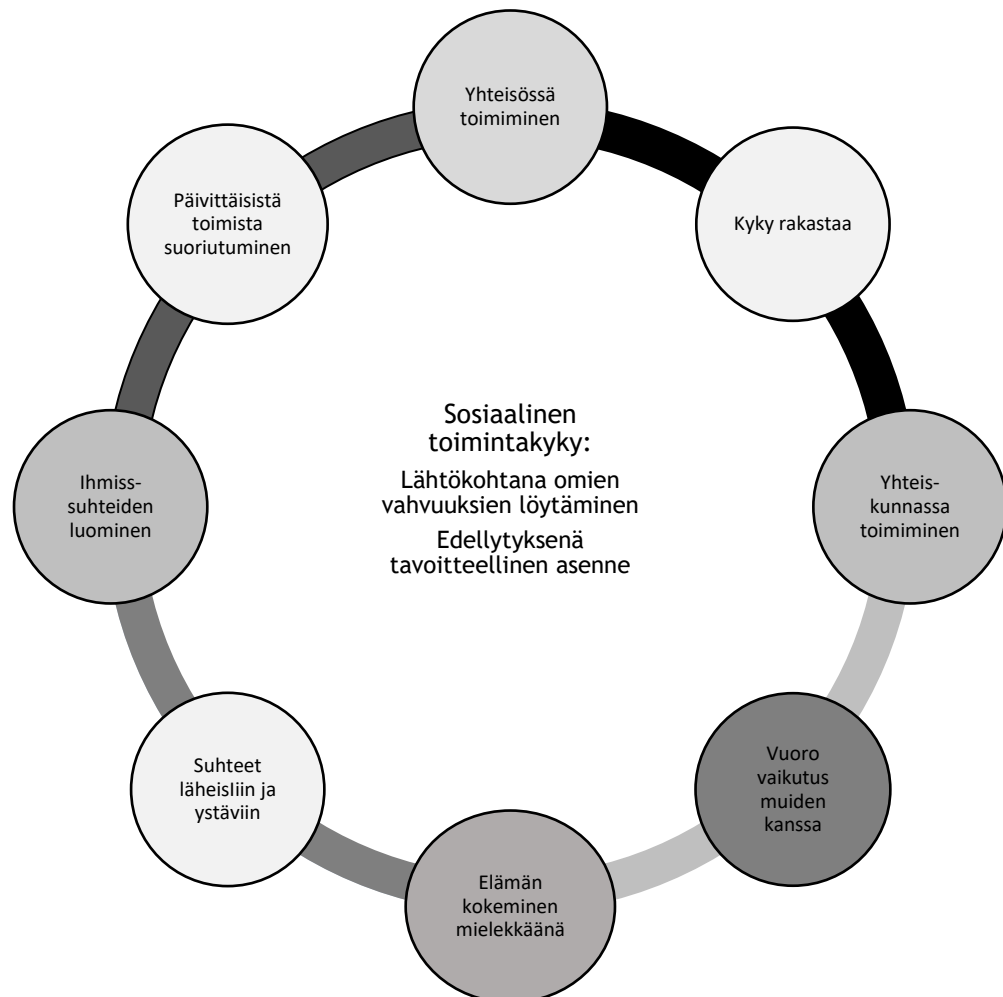 Yhteisössä
toimiminen
Kyky rakastaa
Yhteis-
kunnassa
toimiminen
Vuoro
vaikutus
muiden
kanssa
Elämän
kokeminen
mielekkäänä
Suhteet
läheisIiin ja
ystäviin
Ihmiss-
suhteiden
luominen
Päivittäisistä
toimista
suoriutuminen
Sosiaalinen
toimintakyky:
Lähtökohtana omien
vahvuuksien löytäminen
Edellytyksenä
tavoitteellinen asenne